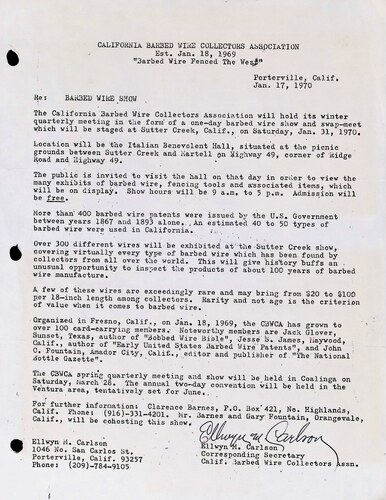 CALIFORNIA BARBED WIRE COLLECTORS ASSOCIATION
Est. Jan. 18, 1969
"Barbed Wire Fenced The West"
Porterville, Calif.
Jan. 17, 1970
Re: BARBED WIRE SHOW
The California Barbed Wire Collectors Association will hold its winter
quarterly meeting in the form of a one-day barbed wire show and swap-meet
which will be staged at Sutter Creek, Calif., on Saturday, Jan. 31, 1970.
Location will be the Italian Benevolent Hall, situated at the picnic
grounds between Sutter Creek and Martell on Highway 49, corner of Ridge
Road and Highway 49.
The public is invited to visit the hall on that day in order to view the
many exhibits of barbed wire, fencing tools and associated items, which
will be on display. Show hours will be 9 a.m. to 5 p.m. Admission will
be free.
More than 400 barbed wire patents were issued by the U.S. Government
between years 1867 and 1893 alone. An estimated 40 to 50 types of
barbed wire were used in California.
Over 300 different wires will be exhibited at the Sutter Creek show,
covering virtually every type of barbed wire which has been found by
collectors from all over the world. This will give history buffs an
unusual opportunity to inspect the products of about 100 years of barbed
wire manufacture.
A few of these wires are exceedingly rare and may bring from $20 to $100
per 18-inch length among collectors. Rarity and not age is the criterion
of value when it comes to barbed wire.
Organized in Fresno, Calif., on Jan. 18, 1969, the CBWCA has grown to
over 100 card-carrying members. Noteworthy members are Jack Glover,
Sunset, Texas, author of "Bobbed Wire Bible", Jesse S. James, Maywood,
Calif., author of "Early United States Barbed Wire Patents", and John
O. Fountain, Amador City, Calif., editor and publisher of "The National
Bottle Gazette".
The CBWCA spring quarterly meeting and show will be held in Coalinga on
Saturday, March 28. The annual two-day convention will be held in the
Ventura area, tentatively set for June.
For further information: Clarence Barnes, P.O. Box 421, No. Highlands,
Calif. Phone: (916)-331-4201. Mr. Barnes and Gary Fountain, Orangevale,
Calif., will be cohosting this show.
Ellwyn M. Carlson
Ellwyn M. Carlson
1046 No. San Carlos St.
Porterville, Calif. 93257
Phone: (209)-784-9105
Ellwyn M. Carlson
Corresponding Secretary
Calif. Barbed Wire Collectors Assn.